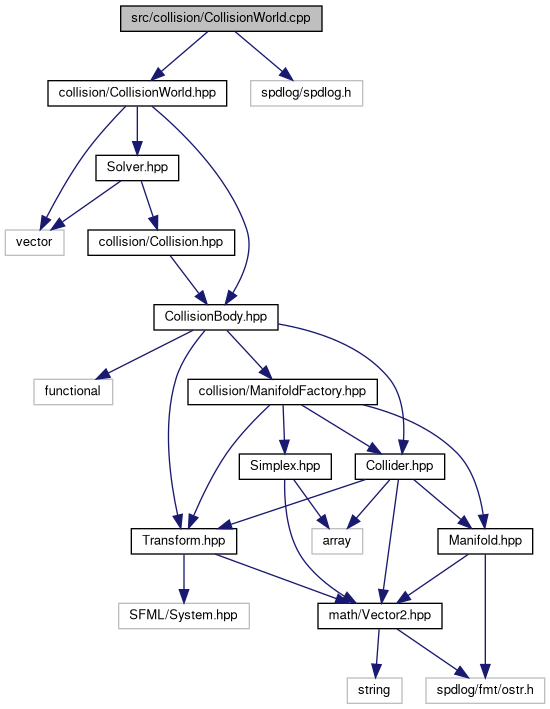 src/collision/CollisionWorld.cpp
collision/CollisionWorld.hpp
spdlog/spdlog.h
Solver.hpp
vector
collision/Collision.hpp
CollisionBody.hpp
functional
collision/ManifoldFactory.hpp
Simplex.hpp
Collider.hpp
Transform.hpp
array
Manifold.hpp
SFML/System.hpp
math/Vector2.hpp
string
spdlog/fmt/ostr.h